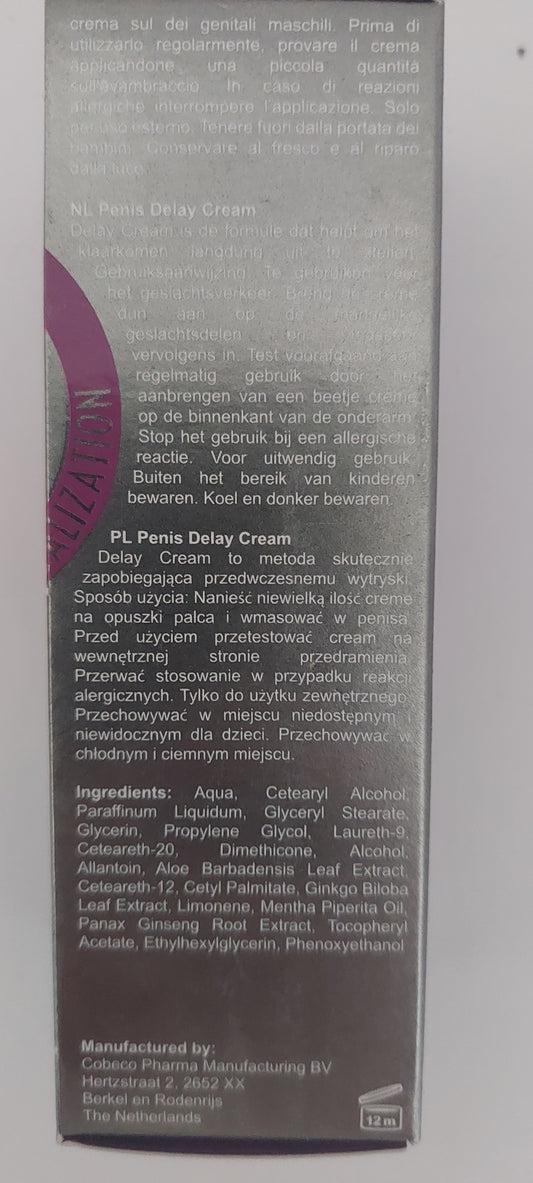 crema sul dei genitali maschili. Prima di
utilizzarlo regolarmente, provare il crema
applicandone una piccola quantità
sull'avambraccio. In caso di reazioni
allergiche interrompere l'applicazione. Solo
per uso esterno. Tenere fuori dalla portata dei
bambini. Conservare al fresco e al riparo
dalla luce.
NL Penis Delay Cream
Delay Cream is de formule dat helpt om het
klaarkomen langdurig uit te stellen.
Gebruiksaanwijzing: Te gebruiken voor
het geslachtsverkeer. Breng de crème
dun aan op de mannelijke
geslachtsdelen en
vervolgens in. Test voorafgaand aan
regelmatig gebruik door het
aanbrengen van een beetje crème
op de binnenkant van de onderarm.
Stop het gebruik bij een allergische
reactie. Voor uitwendig gebruik.
Buiten het bereik van kinderen
bewaren. Koel en donker bewaren.
ALIZATION
PL Penis Delay Cream
Delay Cream to metoda skutecznie
zapobiegająca przedwczesnemu wytryski.
Sposób użycia: Nanieść niewielką ilość creme
na opuszki palca i wmasować w penisa.
Przed użyciem przetestować cream na
wewnętrznej stronie przedramienia.
Przerwać stosowanie w przypadku reakcji
alergicznych. Tylko do użytku zewnętrznego.
Przechowywać w miejscu niedostępnym i
niewidocznym dla dzieci. Przechowywać w
chłodnym i ciemnym miejscu.
Ingredients: Aqua, Cetearyl Alcohol,
Paraffinum Liquidum, Glyceryl Stearate,
Glycerin, Propylene Glycol, Laureth-9,
Ceteareth-20, Dimethicone, Alcohol,
Allantoin, Aloe Barbadensis Leaf Extract,
Ceteareth-12, Cetyl Palmitate, Ginkgo Biloba
Leaf Extract, Limonene, Mentha Piperita Oil,
Panax Ginseng Root Extract, Tocopheryl
Acetate, Ethylhexylglycerin, Phenoxyethanol
Manufactured by:
Cobeco Pharma Manufacturing BV
Hertzstraat 2, 2652 XX
Berkel en Rodenrijs
The Netherlands
12m